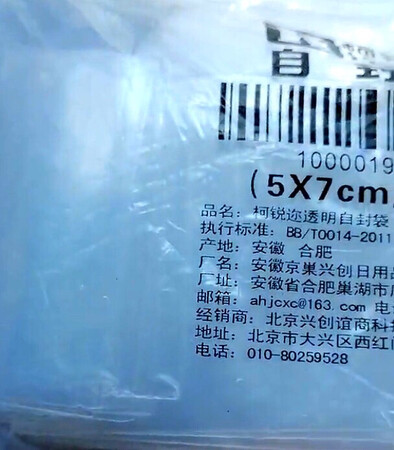 自封
1000019
(5X7cm
品名: 柯锐迩透明自封袋
执行标准: BB/T0014-2011
产地: 安徽 合肥
厂名: 安徽京巢兴创日用品
厂址: 安徽省合肥巢湖市
邮箱: ahjcxc@163.com 电
经销商: 北京兴创谊商科技
地址: 北京市大兴区西红门
电话: 010-80259528